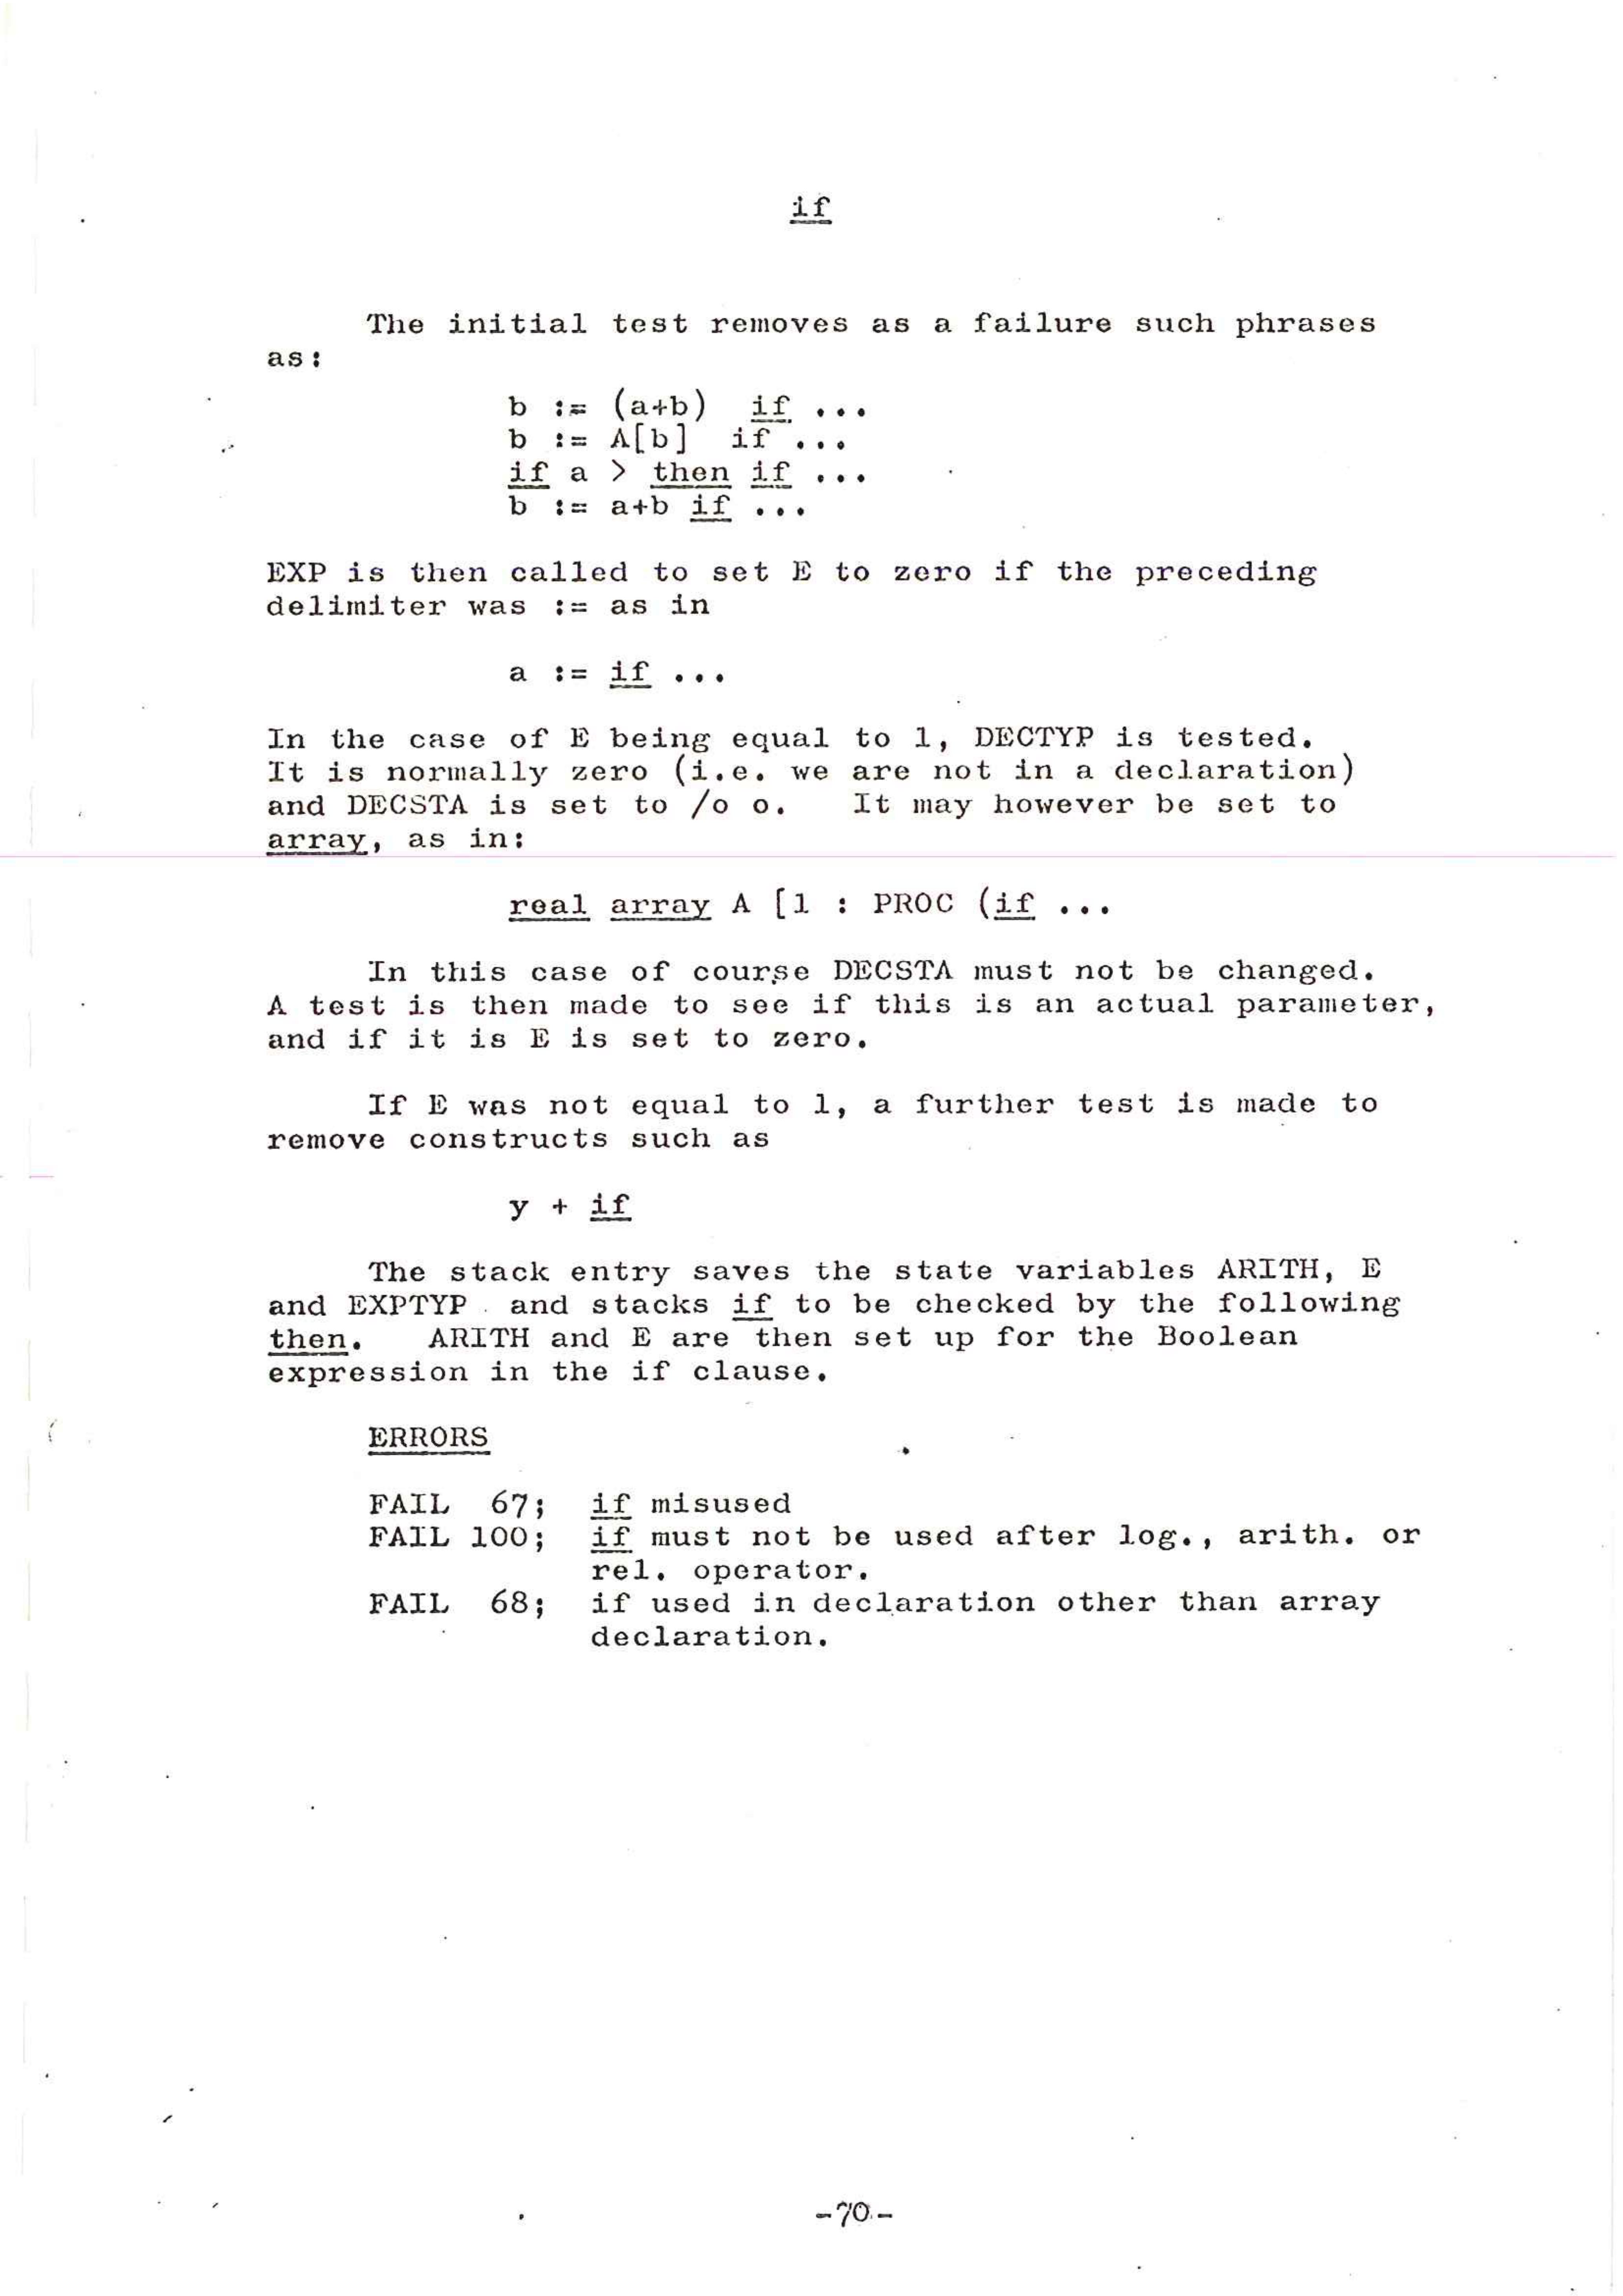 if
The initial test removes as a failure such phrases
as:
b := (a+b) if ...
b := A[b] if ...
if a > then if ...
b := a+b if ...
EXP is then called to set E to zero if the preceding
delimiter was := as in
a := if ...
In the case of E being equal to 1, DECTYP is tested.
It is normally zero (i.e. we are not in a declaration)
and DECSTA is set to /o o. It may however be set to
array, as in:
real array A [1 : PROC (if ...
In this case of course DECSTA must not be changed.
A test is then made to see if this is an actual parameter,
and if it is E is set to zero.
If E was not equal to 1, a further test is made to
remove constructs such as
y + if
The stack entry saves the state variables ARITH, E
and EXPTYP . and stacks if to be checked by the following
then. ARITH and E are then set up for the Boolean
expression in the if clause.
ERRORS
FAIL 67; if misused
FAIL 100; if must not be used after log., arith. or
rel. operator.
FAIL 68; if used in declaration other than array
declaration.
-70-